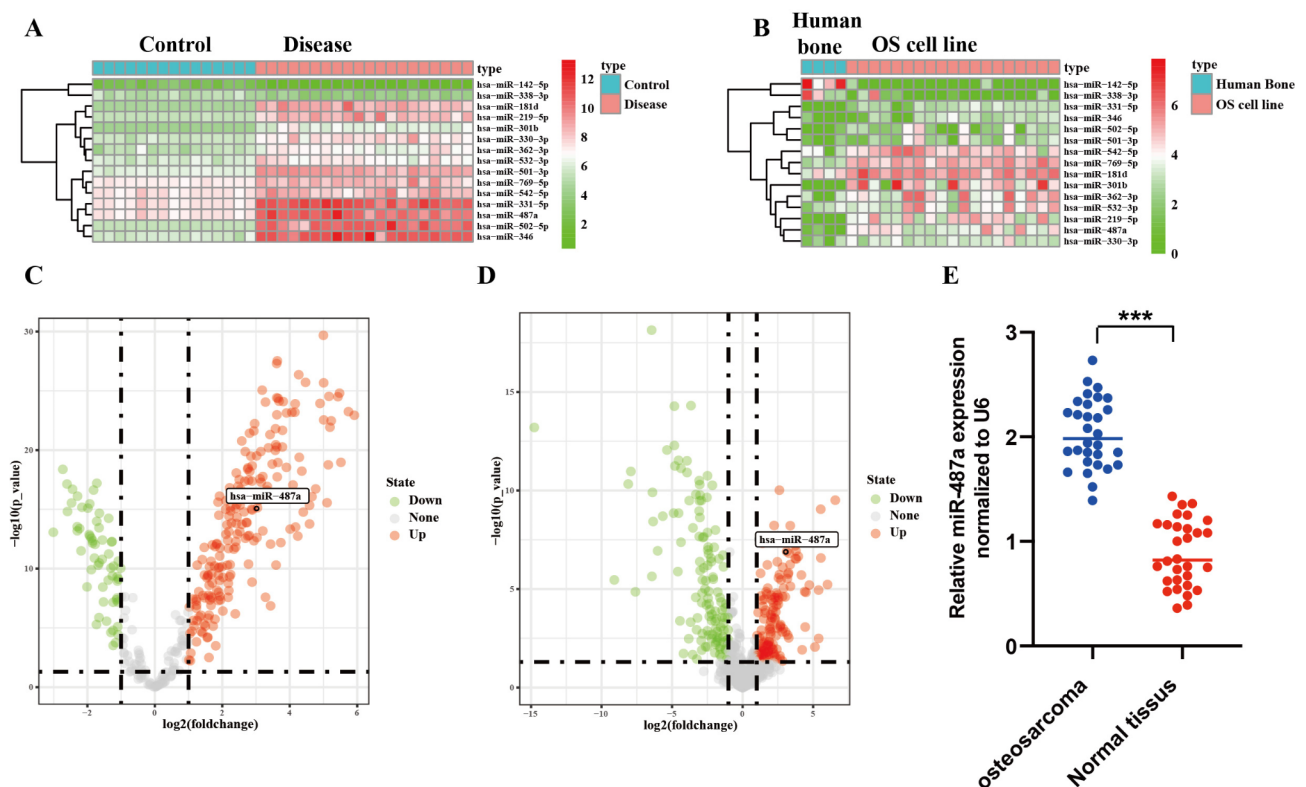 A
Control
Disease
type
hsa-miR-142-5p
hsa-miR-338-3p
hsa-miR-181d
hsa-miR-219-5p
hsa-miR-301b
hsa-miR-330-3p
hsa-miR-362-3p
hsa-miR-532-3p
hsa-miR-501-3p
hsa-miR-769-5p
hsa-miR-542-5p
hsa-miR-331-5p
hsa-miR-487a
hsa-miR-502-5p
hsa-miR-346
12
10
8
6
4
2
type
Control
Disease
B
Human
bone
OS cell line
type
hsa-miR-142-5p
hsa-miR-338-3p
hsa-miR-331-5p
hsa-miR-346
hsa-miR-502-5p
hsa-miR-501-3p
hsa-miR-542-5p
hsa-miR-769-5p
hsa-miR-181d
hsa-miR-301b
hsa-miR-362-3p
hsa-miR-532-3p
hsa-miR-219-5p
hsa-miR-487a
hsa-miR-330-3p
6
4
2
0
type
Human Bone
OS cell line
C
30
20
10
0
-log10(p_value)
hsa-miR-487a
-2
0
2
4
6
log2(foldchange)
State
Down
None
Up
D
15
10
5
0
-log10(p_value)
hsa-miR-487a
-15
-10
-5
0
5
log2(foldchange)
State
Down
None
Up
E
***
3
2
1
0
Relative miR-487a expression
normalized to U6
osteosarcoma
Normal tissus